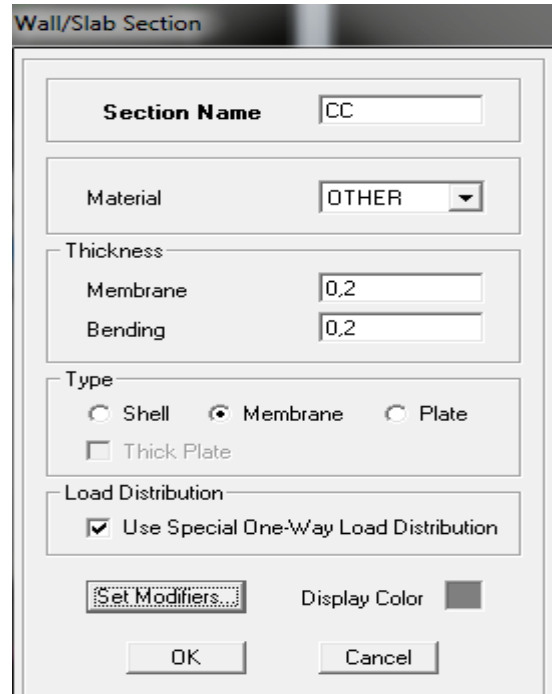 Wall/Slab Section
Section Name CC
Material OTHER
Thickness
Membrane 0,2
Bending 0,2
Type
Shell Membrane Plate
Thick Plate
Load Distribution
Use Special One-Way Load Distribution
Set Modifiers... Display Color
OK Cancel